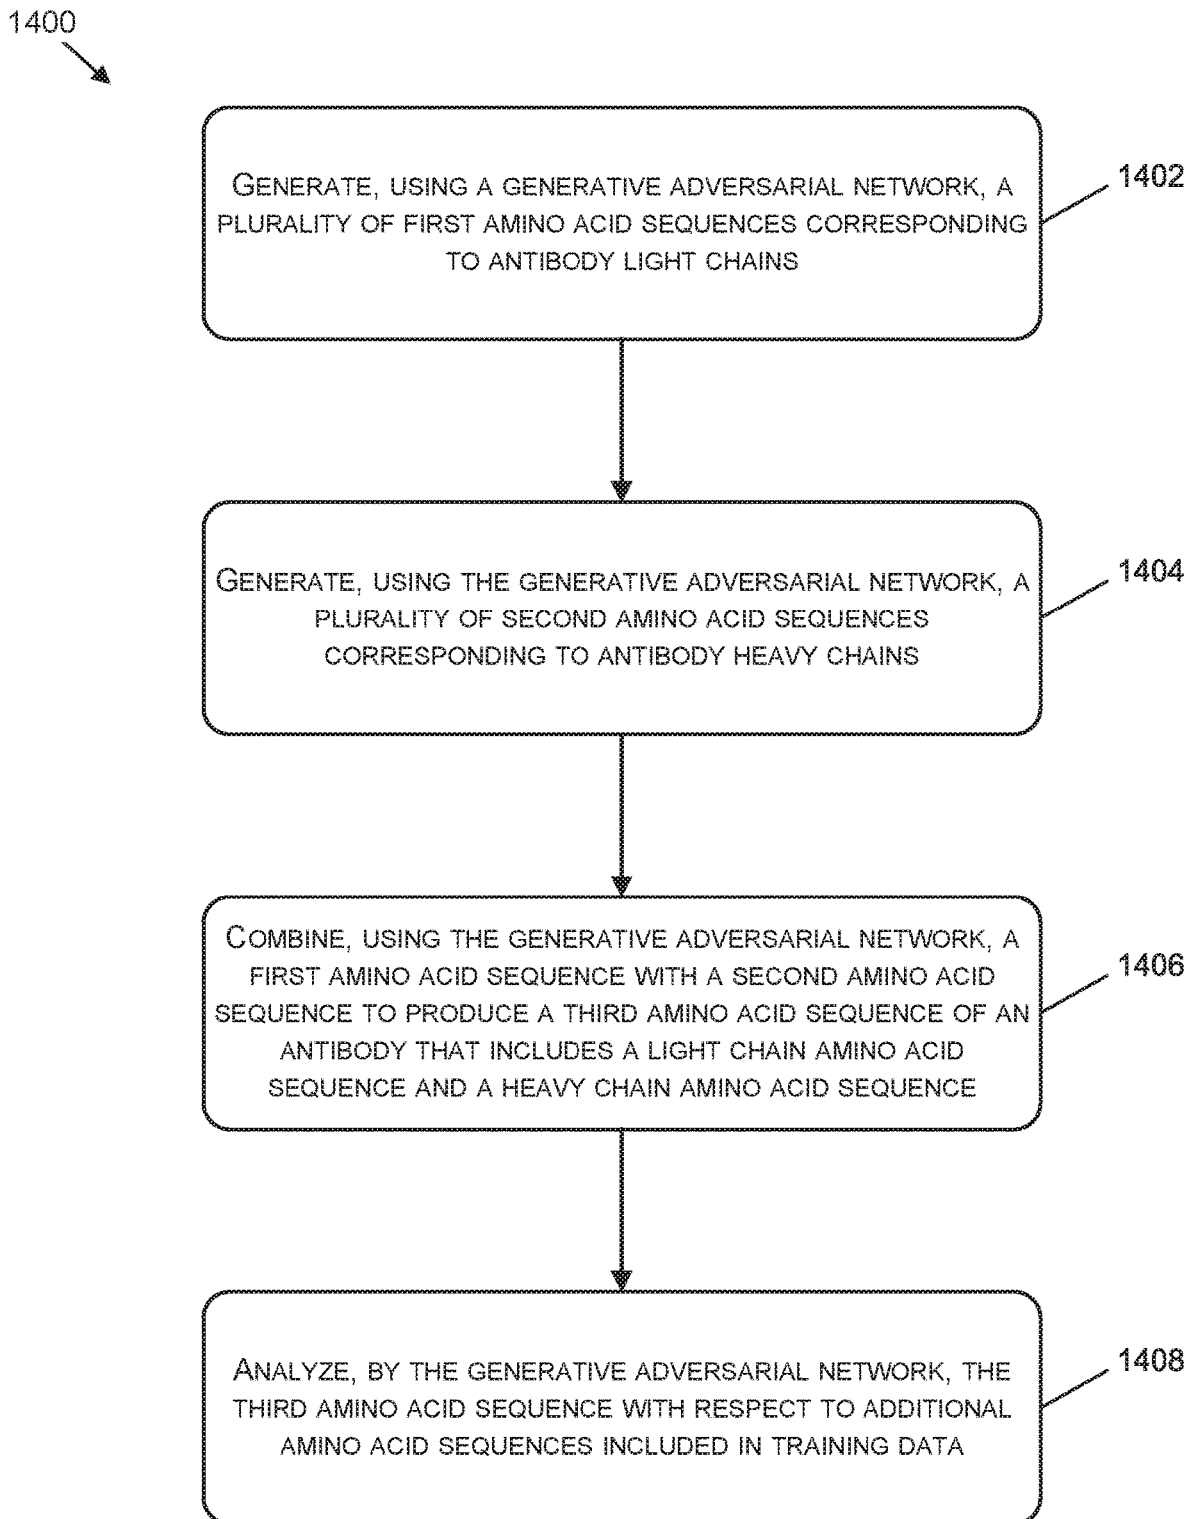 1400
GENERATE, USING A GENERATIVE ADVERSARIAL NETWORK, A
PLURALITY OF FIRST AMINO ACID SEQUENCES CORRESPONDING
TO ANTIBODY LIGHT CHAINS
1402
GENERATE, USING THE GENERATIVE ADVERSARIAL NETWORK, A
PLURALITY OF SECOND AMINO ACID SEQUENCES
CORRESPONDING TO ANTIBODY HEAVY CHAINS
1404
COMBINE, USING THE GENERATIVE ADVERSARIAL NETWORK, A
FIRST AMINO ACID SEQUENCE WITH A SECOND AMINO ACID
SEQUENCE TO PRODUCE A THIRD AMINO ACID SEQUENCE OF AN
ANTIBODY THAT INCLUDES A LIGHT CHAIN AMINO ACID
SEQUENCE AND A HEAVY CHAIN AMINO ACID SEQUENCE
1406
ANALYZE, BY THE GENERATIVE ADVERSARIAL NETWORK, THE
THIRD AMINO ACID SEQUENCE WITH RESPECT TO ADDITIONAL
AMINO ACID SEQUENCES INCLUDED IN TRAINING DATA
1408